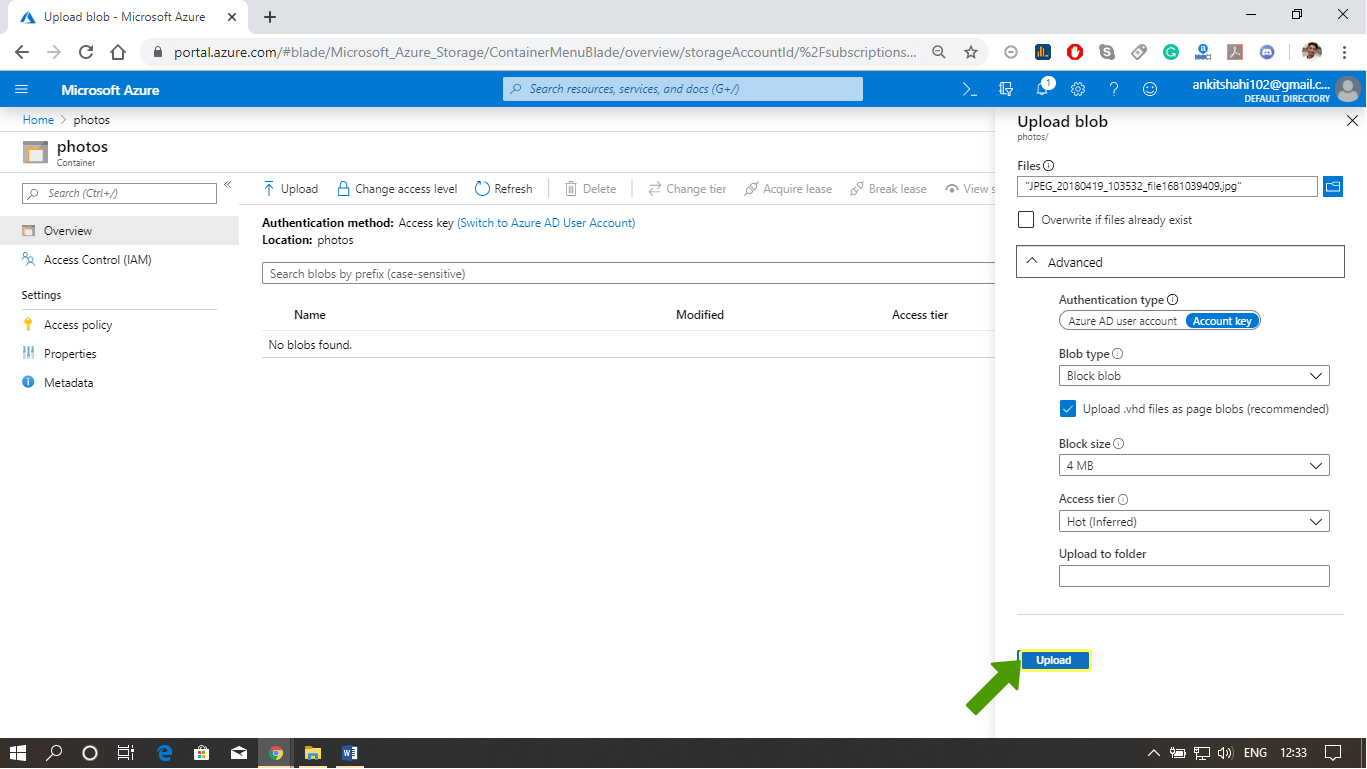 Upload blob - Microsoft Azure
portal.azure.com/#blade/Microsoft_Azure_Storage/ContainerMenuBlade/overview/storageAccountId/%2Fsubscriptions...
Microsoft Azure
Search resources, services, and docs (G+/)
1
ankitshahi102@gmail.c...
DEFAULT DIRECTORY
Home > photos
photos
Container
Search (Ctrl+/)
«
Overview
Access Control (IAM)
Settings
Access policy
Properties
Metadata
Upload
Change access level
Refresh
Delete
Change tier
Acquire lease
Break lease
View s
Authentication method: Access key (Switch to Azure AD User Account)
Location: photos
Search blobs by prefix (case-sensitive)
Name Modified Access tier
No blobs found.
Upload blob
photos/
Files
"JPEG_20180419_103532_file1681039409.jpg"
Overwrite if files already exist
Advanced
Authentication type
Azure AD user account Account key
Blob type
Block blob
Upload .vhd files as page blobs (recommended)
Block size
4 MB
Access tier
Hot (Inferred)
Upload to folder
Upload
ENG 12:33